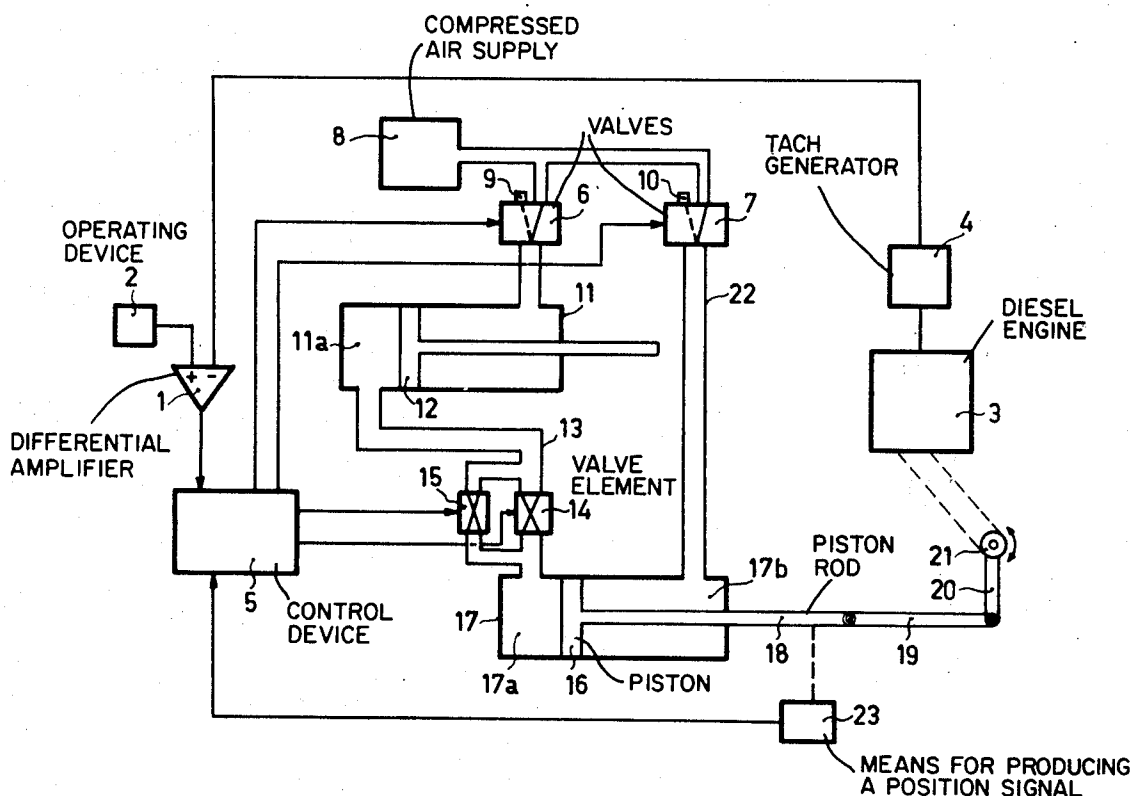 COMPRESSED
AIR SUPPLY
8
VALVES
TACH
GENERATOR
9
6
10
7
4
OPERATING
DEVICE
2
11
22
DIESEL
ENGINE
11a
+ -
1
12
3
DIFFERENTIAL
AMPLIFIER
13
VALVE
ELEMENT
15
14
5
CONTROL
DEVICE
17
17b
PISTON
ROD
21
20
17a
16
PISTON
18
19
23
MEANS FOR PRODUCING
A POSITION SIGNAL